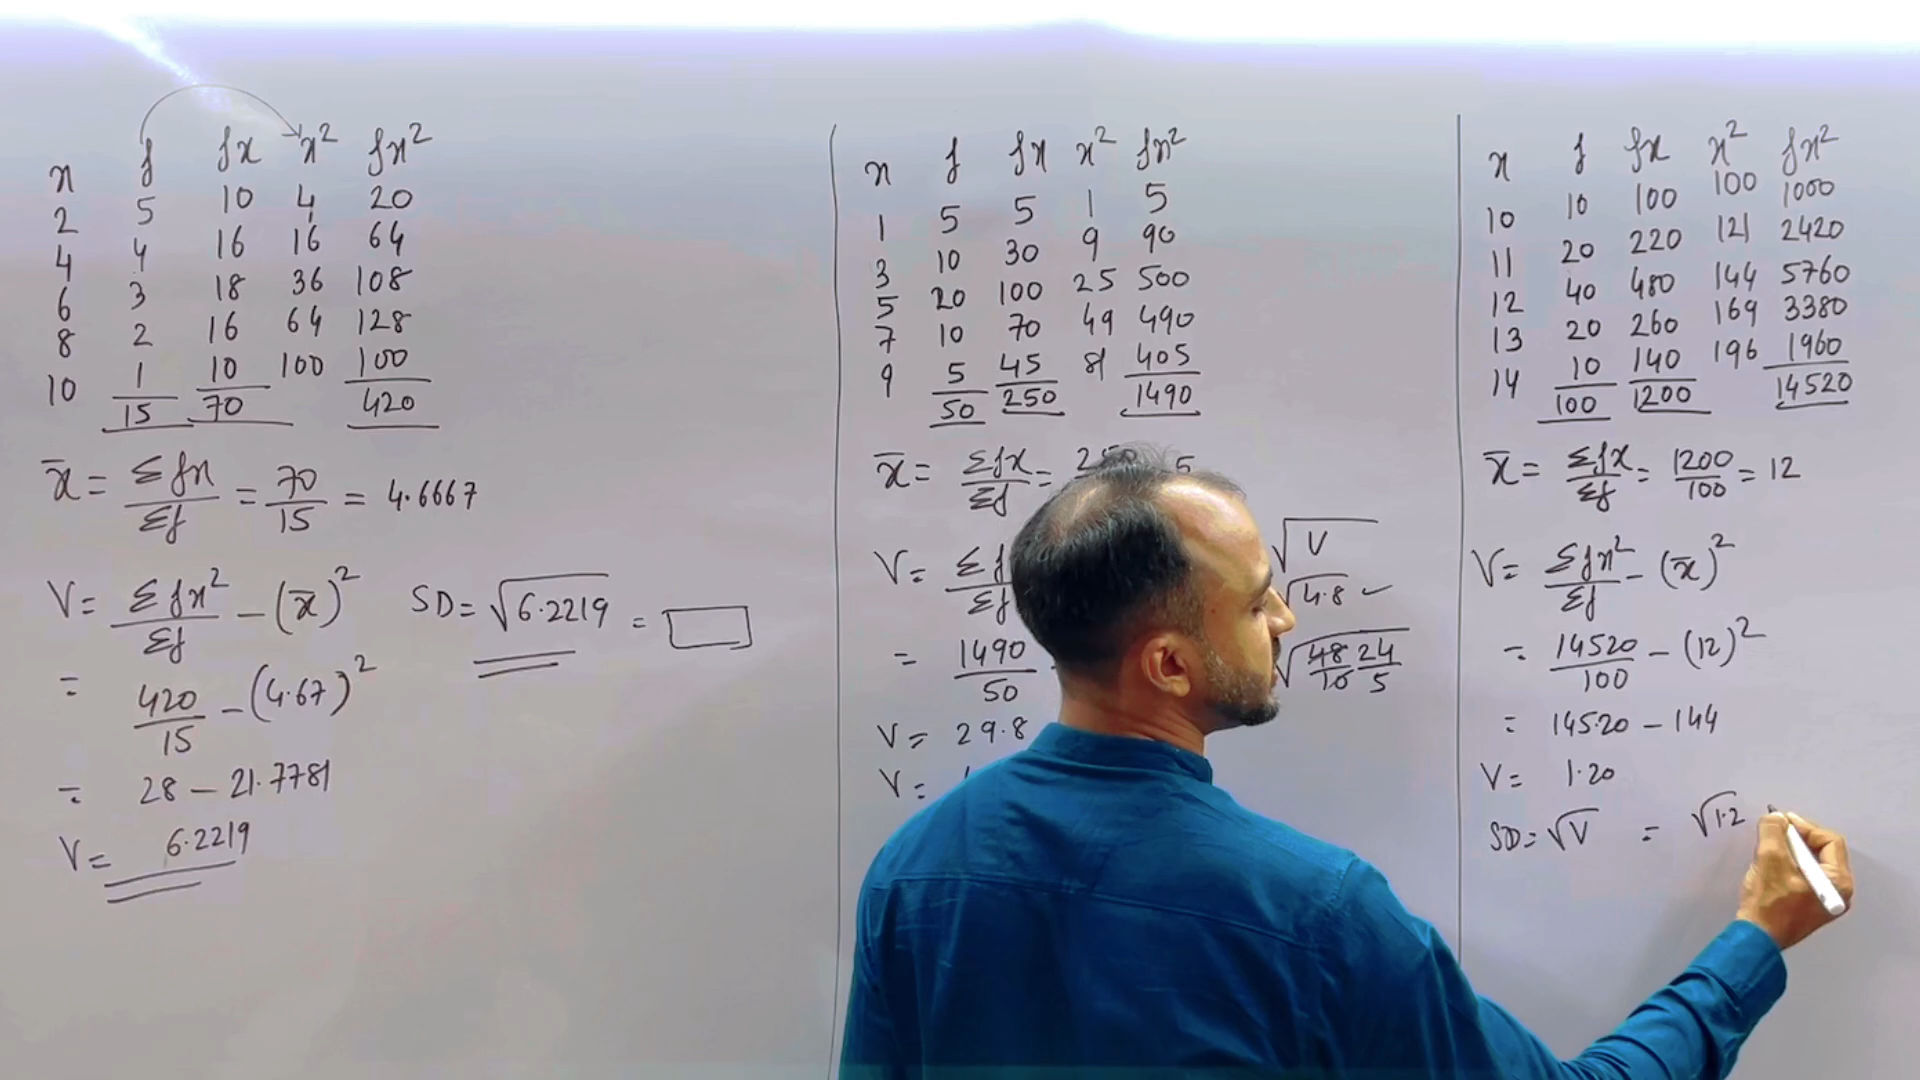 x f fx x² fx²
2 5 10 4 20
4 4 16 16 64
6 3 18 36 108
8 2 16 64 128
10 1 10 100 100
15 70 420
x̄ = Σfx/Σf = 70/15 = 4.6667
V = Σfx²/Σf - (x̄)²
= 420/15 - (4.67)²
= 28 - 21.7781
V = 6.2219
SD = √6.2219 =
x f fx x² fx²
1 5 5 1 5
3 10 30 9 90
5 20 100 25 500
7 10 70 49 490
9 5 45 81 405
50 250 1490
x̄ = Σfx/Σf = 5
V = Σf
Σf
= 1490/50
V = 29.8
V =
√V
√4.8 ✓
√48/10 24/5
x f fx x² fx²
10 10 100 100 1000
11 20 220 121 2420
12 40 480 144 5760
13 20 260 169 3380
14 10 140 196 1960
100 1200 14520
x̄ = Σfx/Σf = 1200/100 = 12
V = Σfx²/Σf - (x̄)²
= 14520/100 - (12)²
= 145.20 - 144
V = 1.20
SD = √V = √1.2